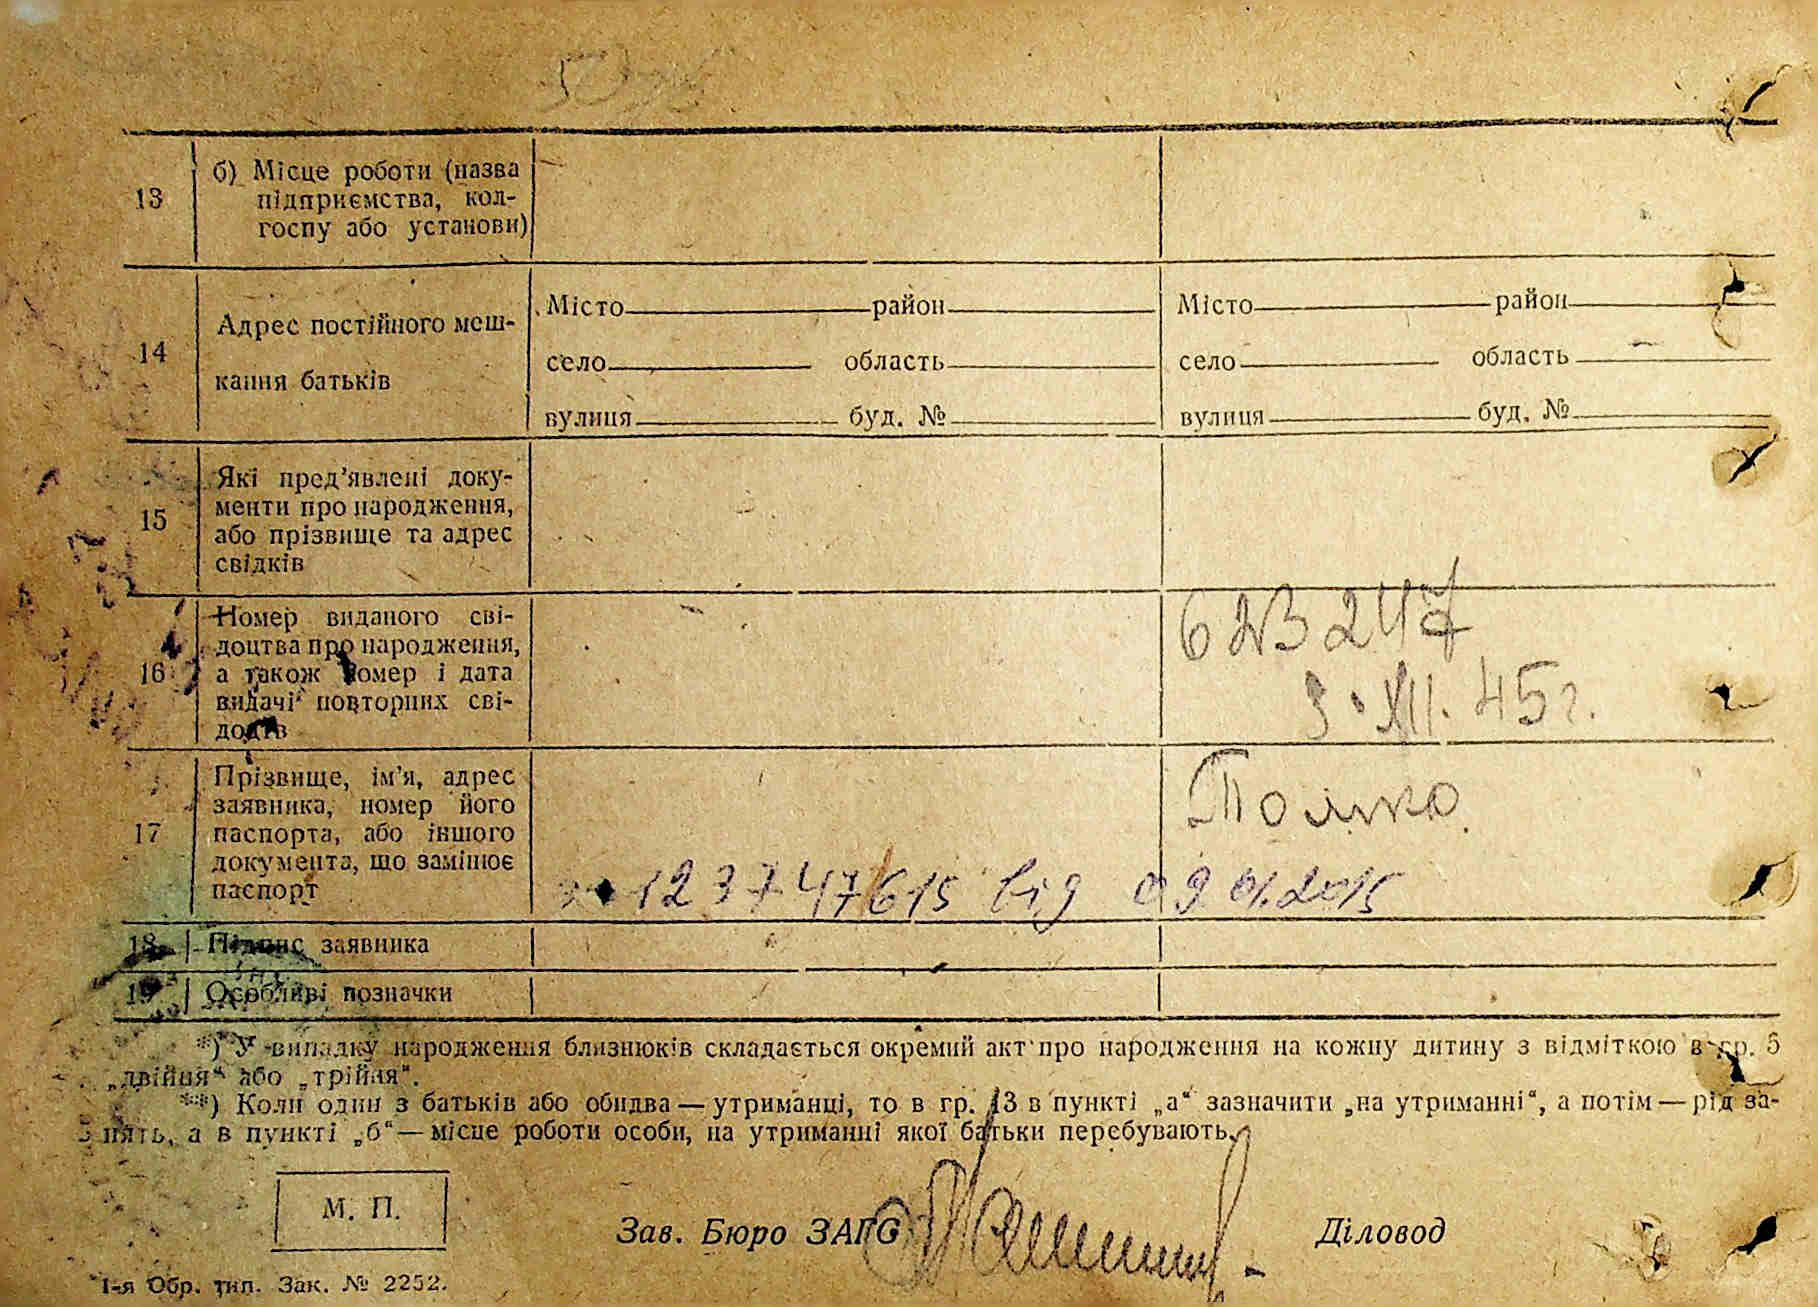 13
б) Місце роботи (назва
підприємства, кол-
госпу або установи)
14
Адрес постійного меш-
кання батьків
Місто район
село область
вулиця буд. №
Місто район
село область
вулиця буд. №
15
Які пред’явлені доку-
менти про народження,
або прізвище та адрес
свідків
16
Номер виданого сві-
доцтва про народження,
а також номер і дата
видачі повторних сві-
доцтв
623247
3. XII. 45 г.
17
Прізвище, ім’я, адрес
заявника, номер його
паспорта, або іншого
документа, що замінює
паспорт
від 09.01.2015
18 Підпис заявника
19 Особливі позначки
*) У випадку народження близнюків складається окремий акт про народження на кожну дитину з відміткою в гр. 5
„двійня“ або „трійня“.
**) Коли один з батьків або обидва — утриманці, то в гр. 13 в пункті „а“ зазначити „на утриманні“, а потім — рід за-
нять, а в пункті „б“ — місце роботи особи, на утриманні якої батьки перебувають.
М. П.
Зав. Бюро ЗАГС
Діловод
1-я Обр. тип. Зак. № 2252.